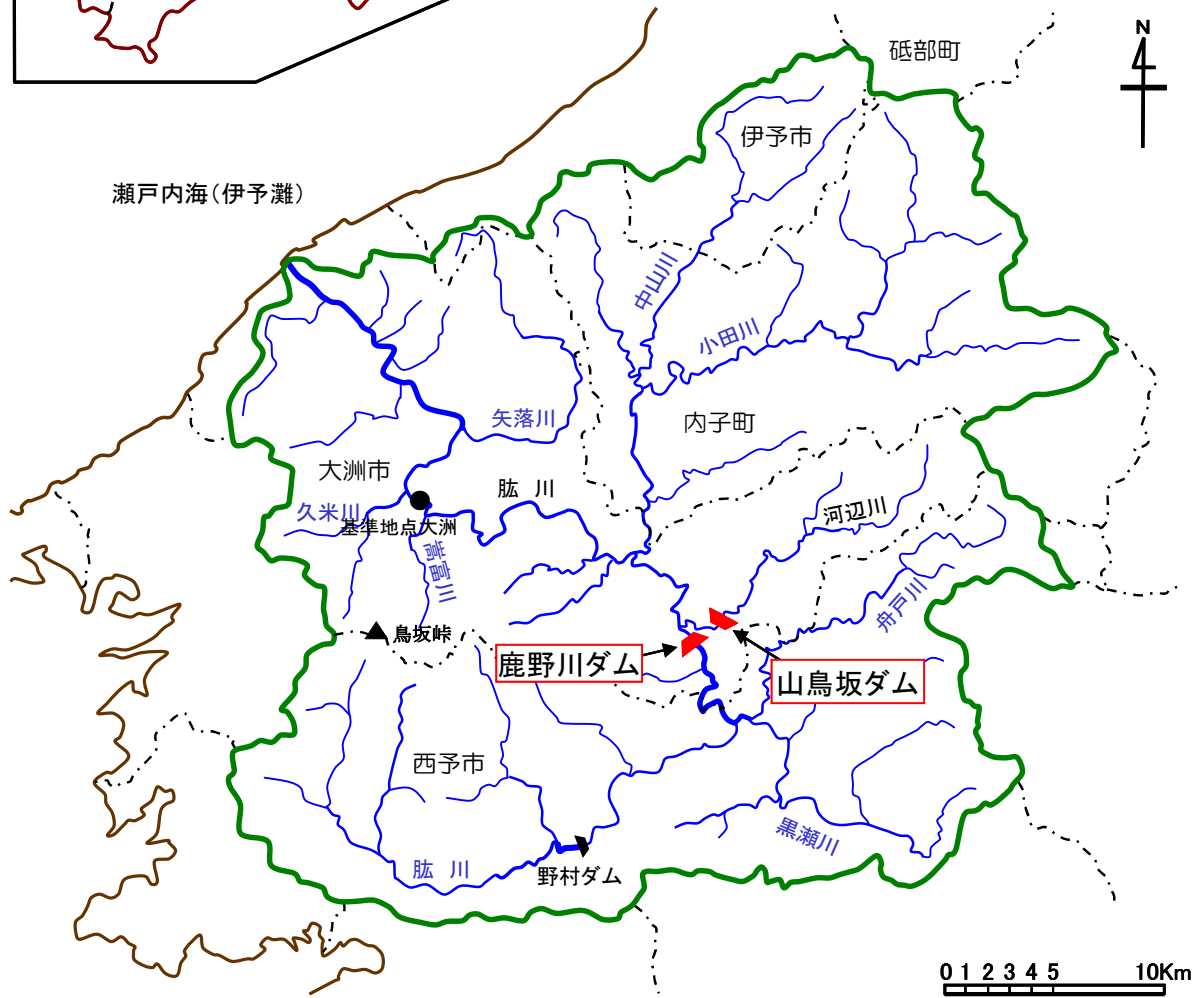 砥部町
N
伊予市
瀬戸内海(伊予灘)
中山川
小田川
矢落川
内子町
大洲市
肱 川
久米川
基準地点大洲
河辺川
嵩富川
舟戸川
鳥坂峠
鹿野川ダム
山鳥坂ダム
西予市
黒瀬川
肱 川
野村ダム
0 1 2 3 4 5 10Km